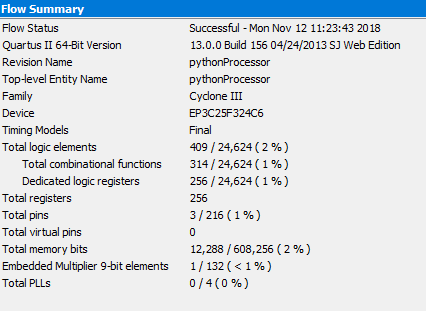 Flow Summary
Flow Status Successful - Mon Nov 12 11:23:43 2018
Quartus II 64-Bit Version 13.0.0 Build 156 04/24/2013 SJ Web Edition
Revision Name pythonProcessor
Top-level Entity Name pythonProcessor
Family Cyclone III
Device EP3C25F324C6
Timing Models Final
Total logic elements 409 / 24,624 ( 2 % )
Total combinational functions 314 / 24,624 ( 1 % )
Dedicated logic registers 256 / 24,624 ( 1 % )
Total registers 256
Total pins 3 / 216 ( 1 % )
Total virtual pins 0
Total memory bits 12,288 / 608,256 ( 2 % )
Embedded Multiplier 9-bit elements 1 / 132 ( < 1 % )
Total PLLs 0 / 4 ( 0 % )